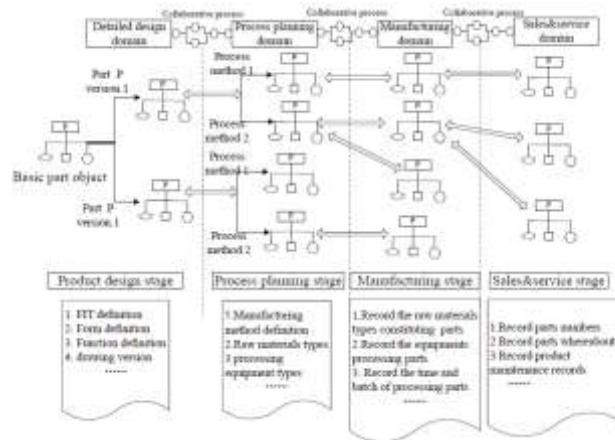 Collaborative process
Collaborative process
Collaborative process
Detailed design
domain
Process planning
domain
Manufacturing
domain
Sales&service
domain
Process
method 1
Part P
version.1
P
P
P
P
P
Process
method 2
P
P
P
P
Basic part object
Process
method 1
Part P
version.1
P
P
P
P
Process
method 2
P
P
Product design stage
Process planning stage
Manufacturing stage
Sales&service stage
1. FIT definition
2. Form definition
3. Function definition
4. drawing version
......
1.Manufacturing
method definition
2.Raw materials types
3 processing
equipment types
......
1.Record the raw materials
types constituting parts
2 Record the equipments
processing parts
3. Record the time and
batch of processing parts
......
1.Record parts numbers
2 Record parts whereabout
3 Record product
maintenance records
......